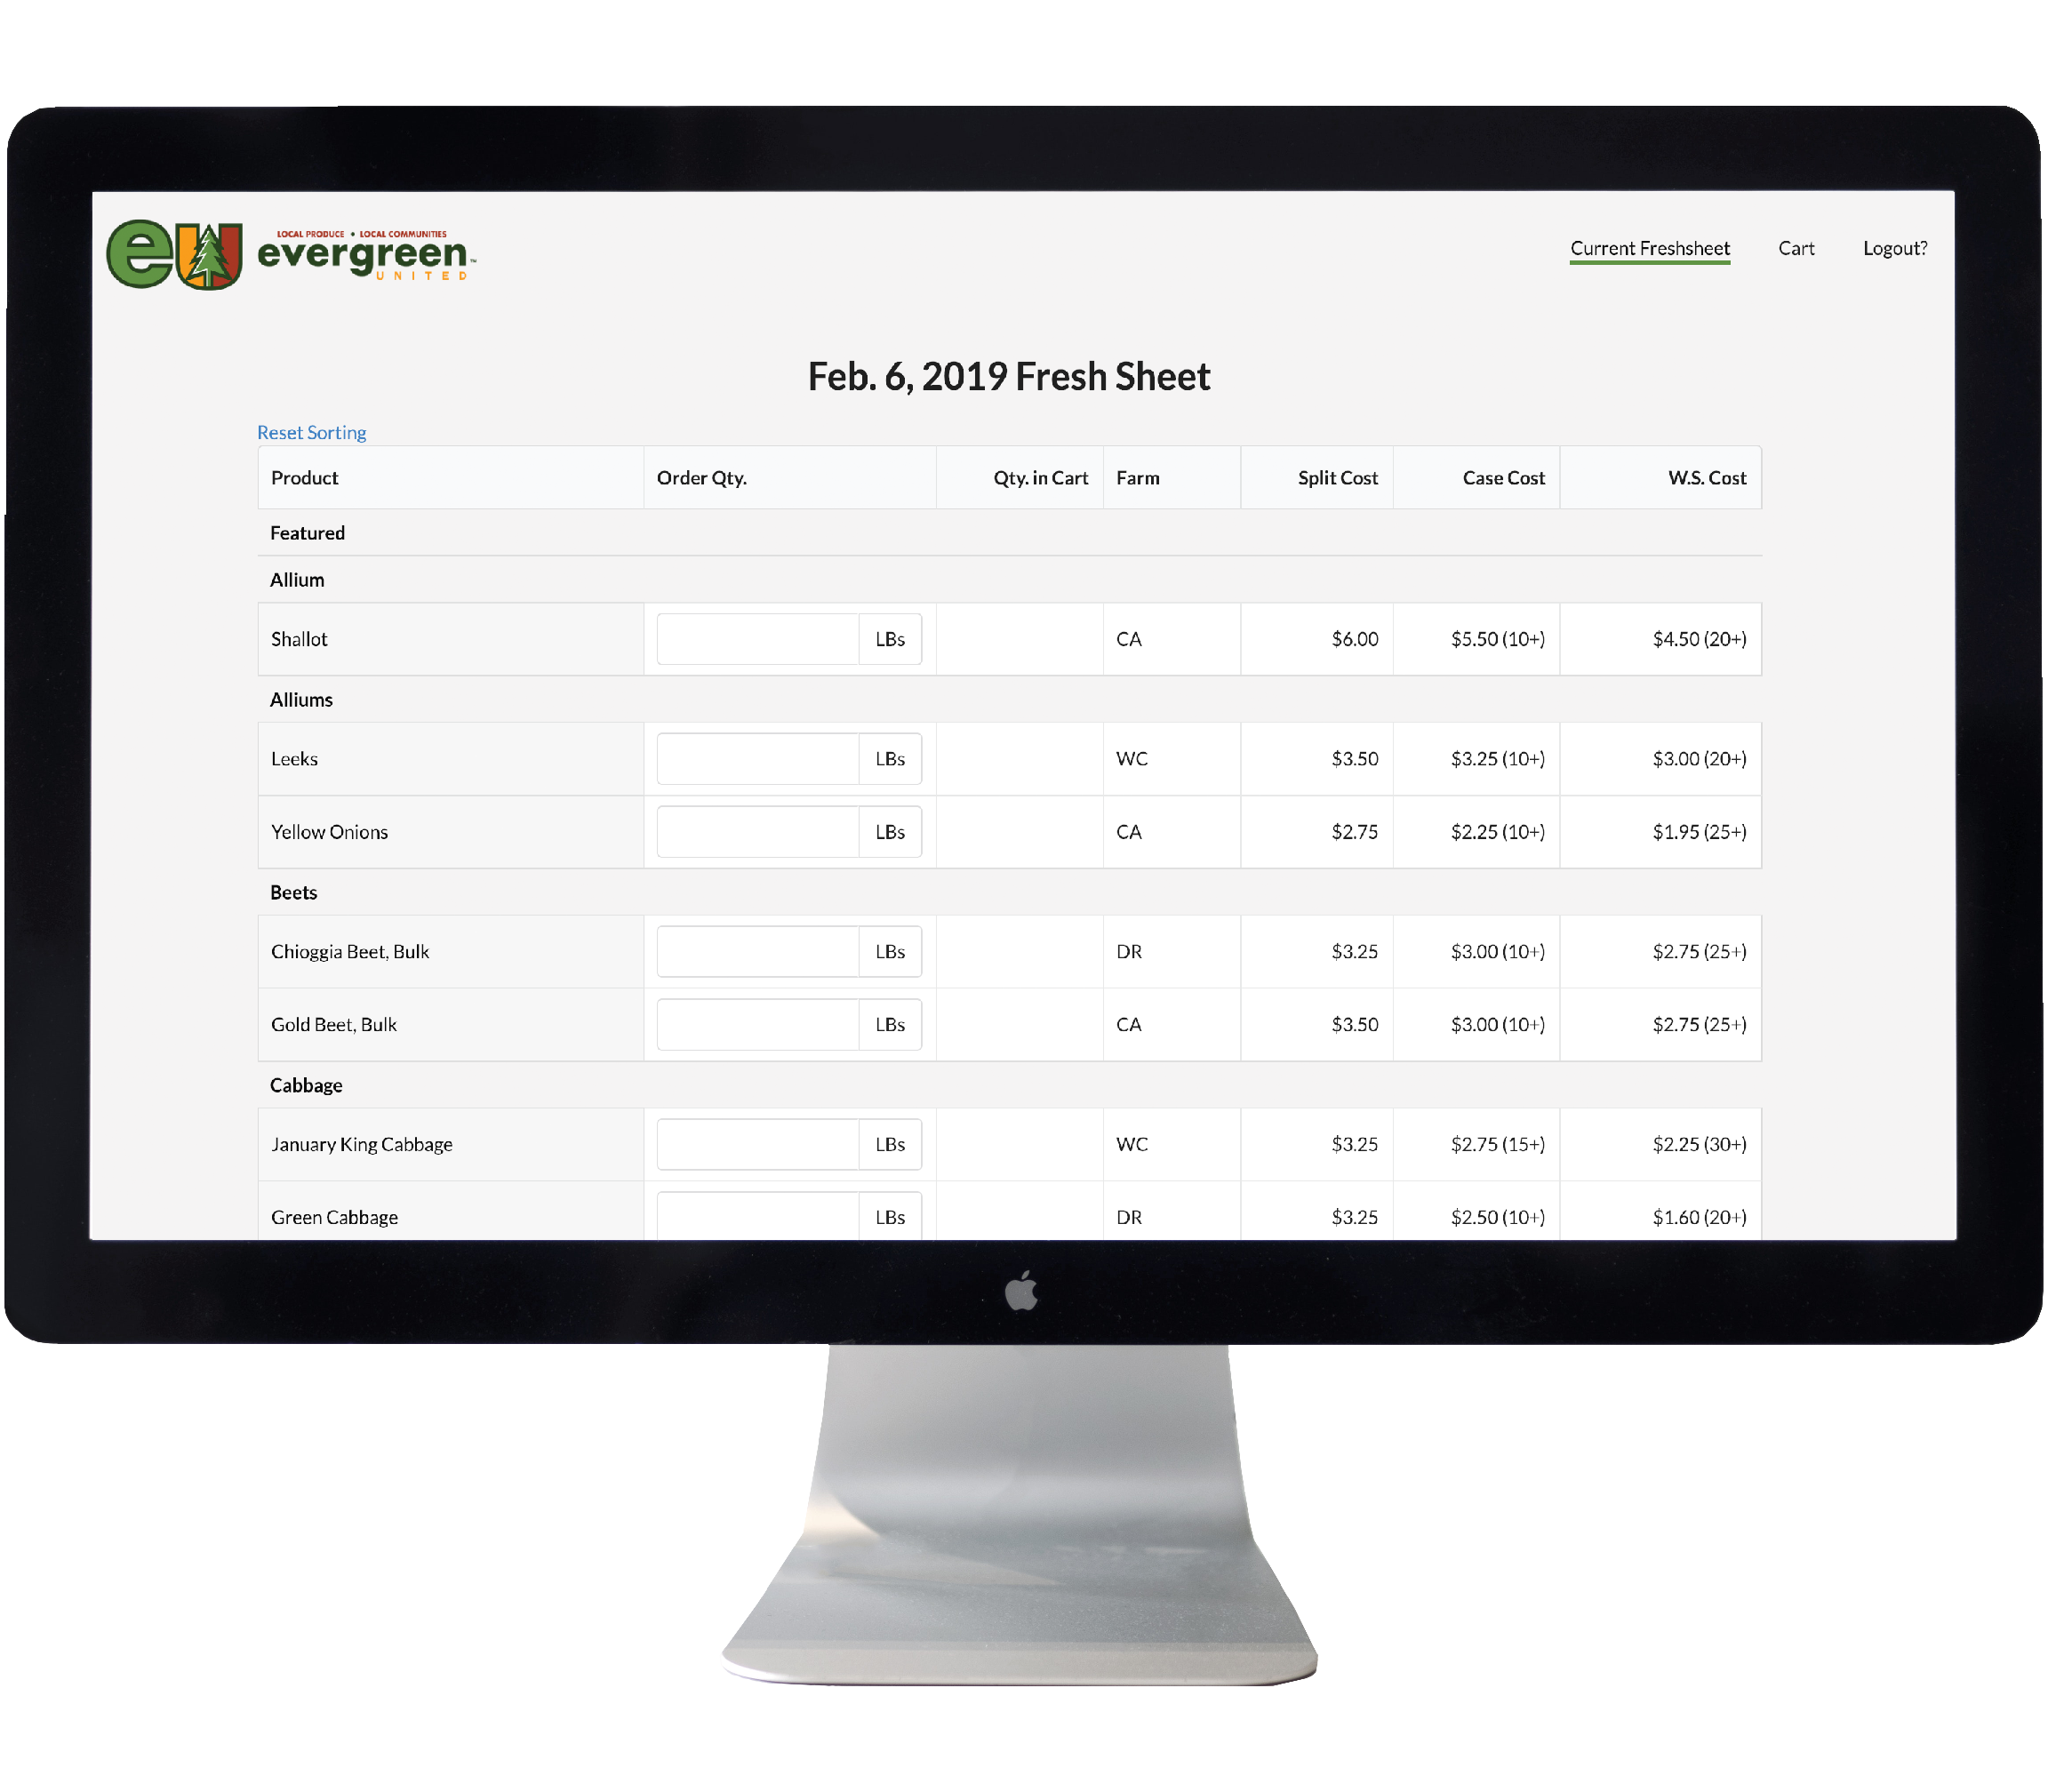 eu
LOCAL PRODUCE • LOCAL COMMUNITIES
evergreen™
UNITED
Current Freshsheet Cart Logout?
Feb. 6, 2019 Fresh Sheet
Reset Sorting
Product Order Qty. Qty. in Cart Farm Split Cost Case Cost W.S. Cost
Featured
Allium
Shallot LBs CA $6.00 $5.50 (10+) $4.50 (20+)
Alliums
Leeks LBs WC $3.50 $3.25 (10+) $3.00 (20+)
Yellow Onions LBs CA $2.75 $2.25 (10+) $1.95 (25+)
Beets
Chioggia Beet, Bulk LBs DR $3.25 $3.00 (10+) $2.75 (25+)
Gold Beet, Bulk LBs CA $3.50 $3.00 (10+) $2.75 (25+)
Cabbage
January King Cabbage LBs WC $3.25 $2.75 (15+) $2.25 (30+)
Green Cabbage LBs DR $3.25 $2.50 (10+) $1.60 (20+)